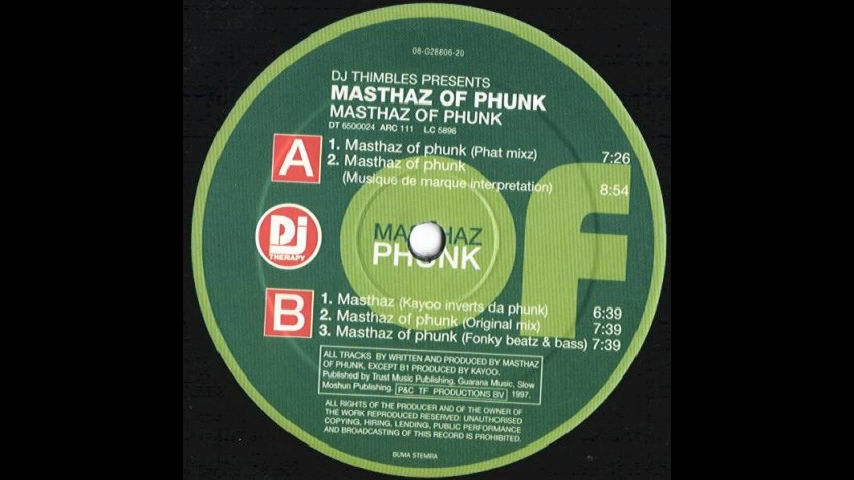 08-028806-20
DJ THIMBLES PRESENTS
MASTHAZ OF PHUNK
MASTHAZ OF PHUNK
DT 6500024 ARC 111 LC 5896
A
1. Masthaz of phunk (Phat mixz) 7:26
2. Masthaz of phunk
(Musique de marque interpretation) 8:54
of
MASTHAZ
PHUNK
Dj
THERAPY
B
1. Masthaz (Kayoo inverts da phunk) 6:39
2. Masthaz of phunk (Original mix) 7:39
3. Masthaz of phunk (Fonky beatz & bass) 7:39
ALL TRACKS BY WRITTEN AND PRODUCED BY MASTHAZ
OF PHUNK, EXCEPT B1 PRODUCED BY KAYOO.
Published by Trust Music Publishing, Guarana Music, Slow
Moshun Publishing. P&C TF PRODUCTIONS BV 1997.
ALL RIGHTS OF THE PRODUCER AND OF THE OWNER OF
THE WORK REPRODUCED RESERVED: UNAUTHORISED
COPYING, HIRING, LENDING, PUBLIC PERFORMANCE
AND BROADCASTING OF THIS RECORD IS PROHIBITED.
BUMA STEMRA